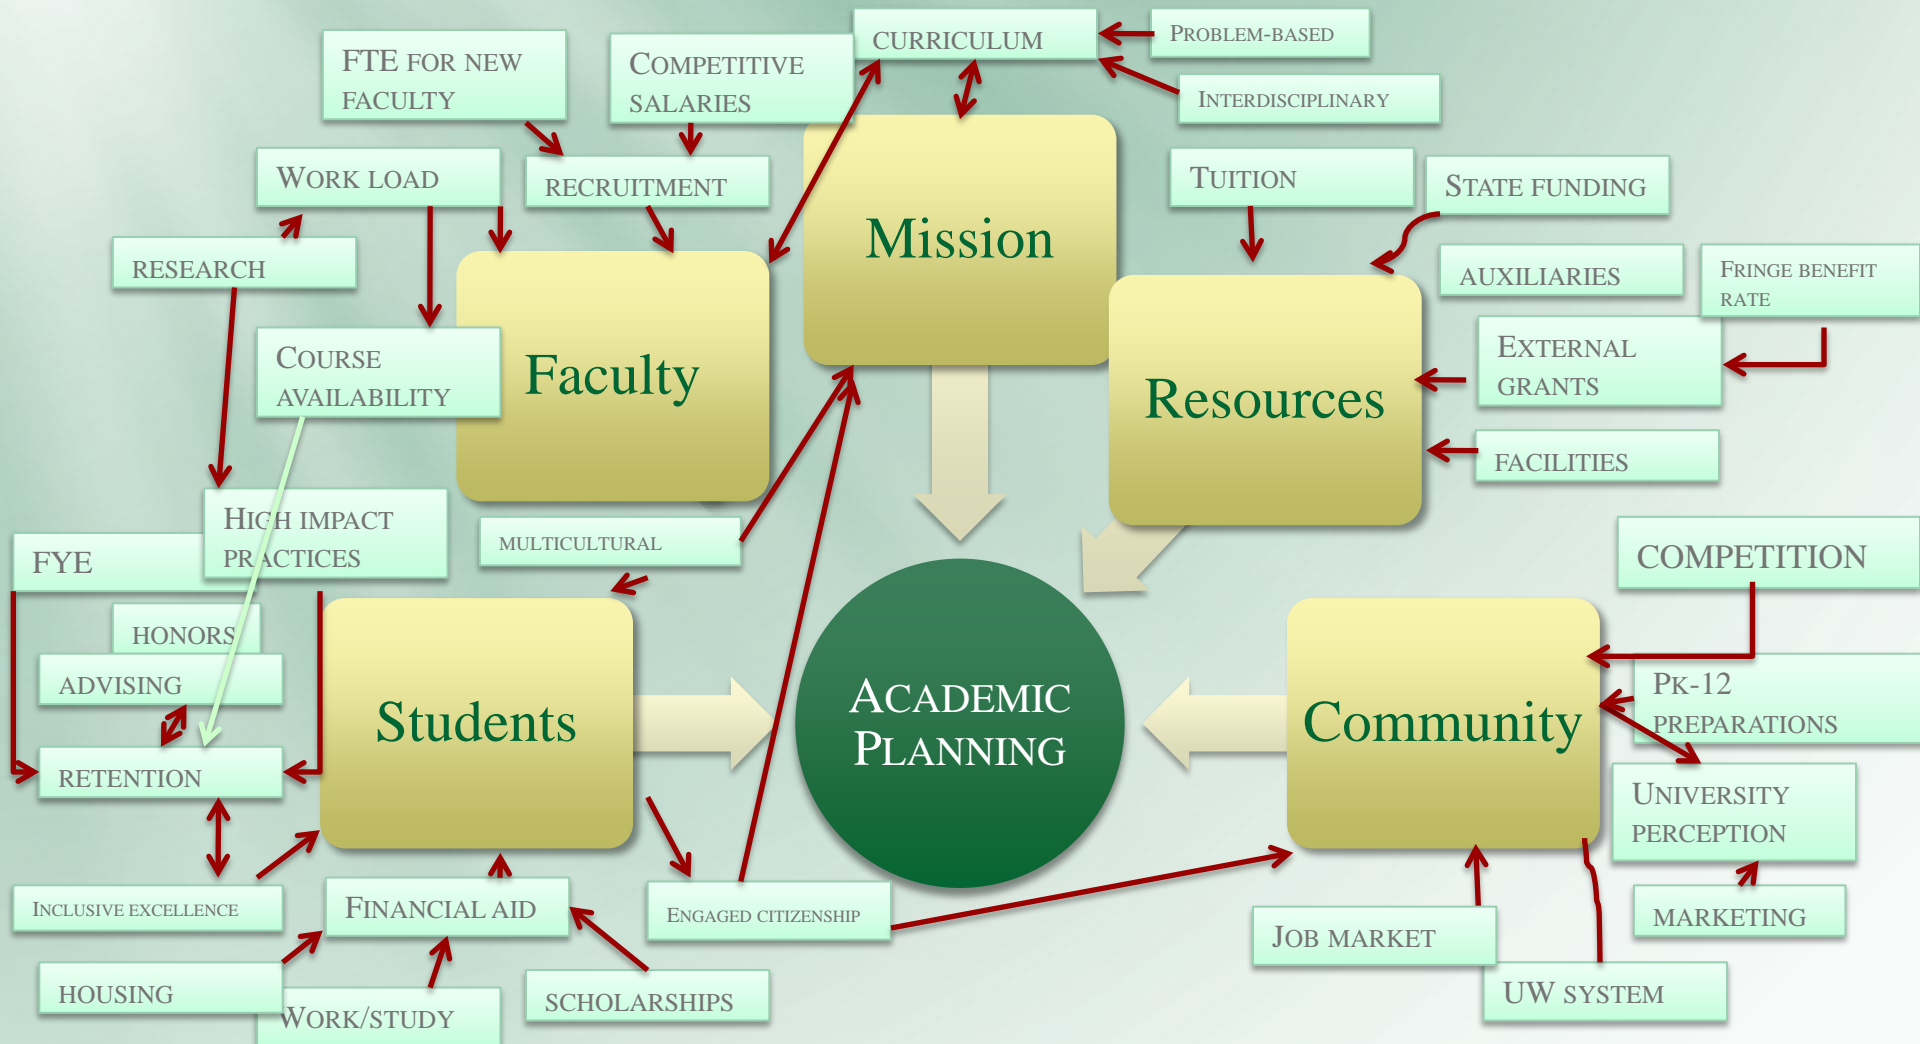 CURRICULUM
PROBLEM-BASED
FTE FOR NEW
FACULTY
COMPETITIVE
SALARIES
INTERDISCIPLINARY
WORK LOAD
RECRUITMENT
TUITION
STATE FUNDING
Mission
RESEARCH
AUXILIARIES
FRINGE BENEFIT
RATE
COURSE
AVAILABILITY
Faculty
Resources
EXTERNAL
GRANTS
FACILITIES
HIGH IMPACT
PRACTICES
FYE
MULTICULTURAL
COMPETITION
HONORS
ADVISING
Students
ACADEMIC
PLANNING
Community
PK-12
PREPARATIONS
RETENTION
UNIVERSITY
PERCEPTION
INCLUSIVE EXCELLENCE
FINANCIAL AID
ENGAGED CITIZENSHIP
MARKETING
JOB MARKET
HOUSING
WORK/STUDY
SCHOLARSHIPS
UW SYSTEM